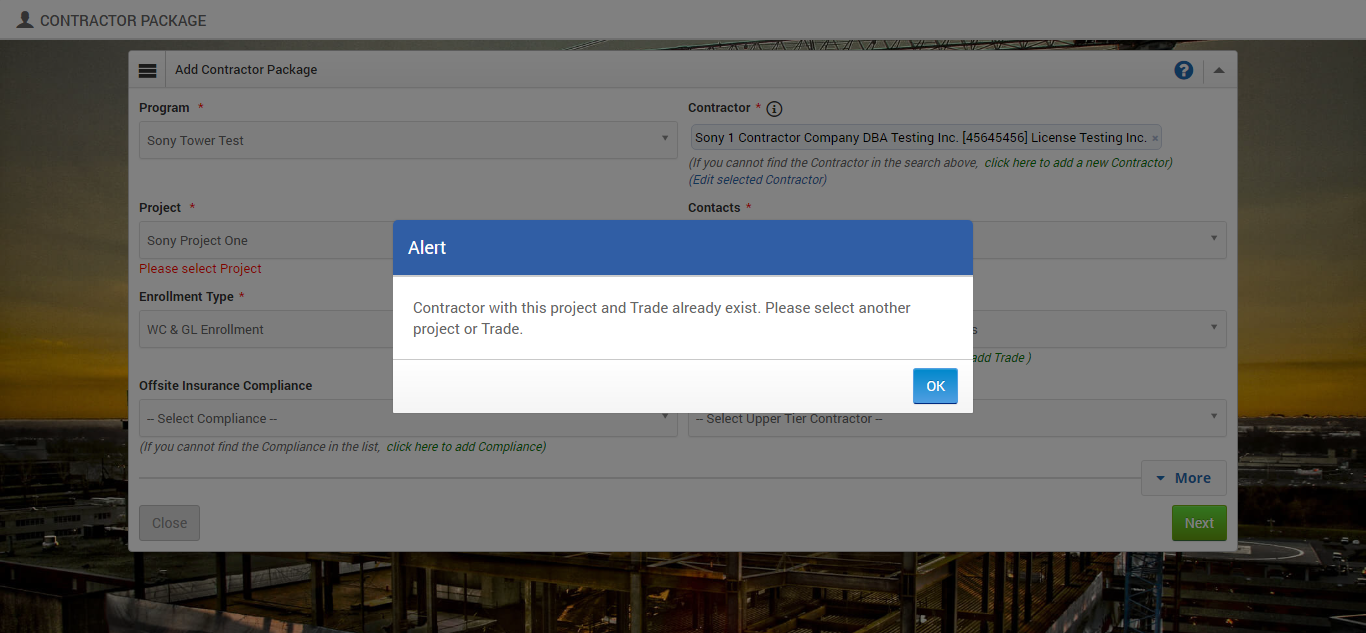 CONTRACTOR PACKAGE
Add Contractor Package
Program *
Contractor *
Sony Tower Test
Sony 1 Contractor Company DBA Testing Inc. [45645456] License Testing Inc. ×
(If you cannot find the Contractor in the search above, click here to add a new Contractor)
(Edit selected Contractor)
Project *
Contacts *
Sony Project One
Please select Project
Alert
Contractor with this project and Trade already exist. Please select another
project or Trade.
OK
Enrollment Type *
WC & GL Enrollment
s
add Trade )
Offsite Insurance Compliance
-- Select Compliance --
-- Select Upper Tier Contractor --
(If you cannot find the Compliance in the list, click here to add Compliance)
More
Close
Next